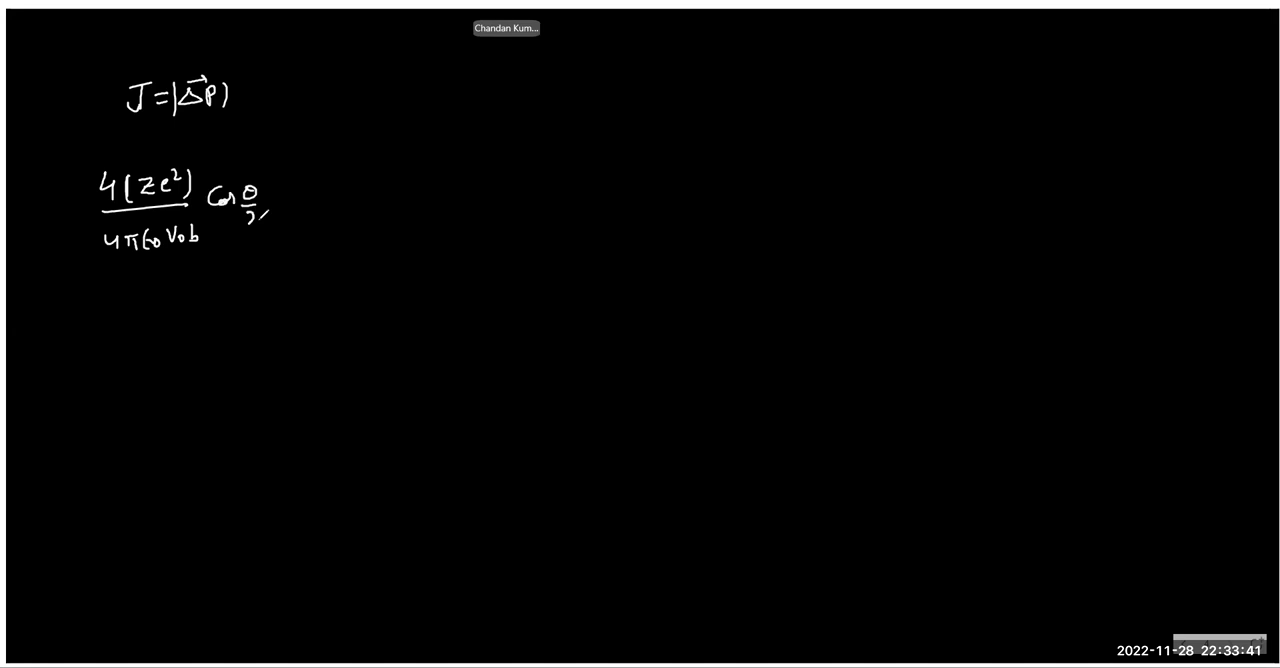 Chandan Kum...
J = |Δp⃗|
4(Ze²) / 4πε₀V₀b Cos θ/2
2022-11-28 22:33:41